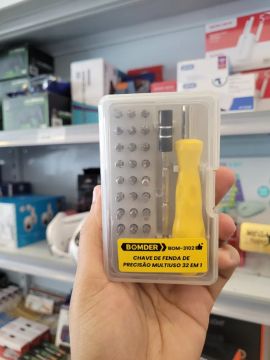 BOMDER BOM-3102
CHAVE DE FENDA DE
PRECISÃO MULTIUSO 32 EM 1